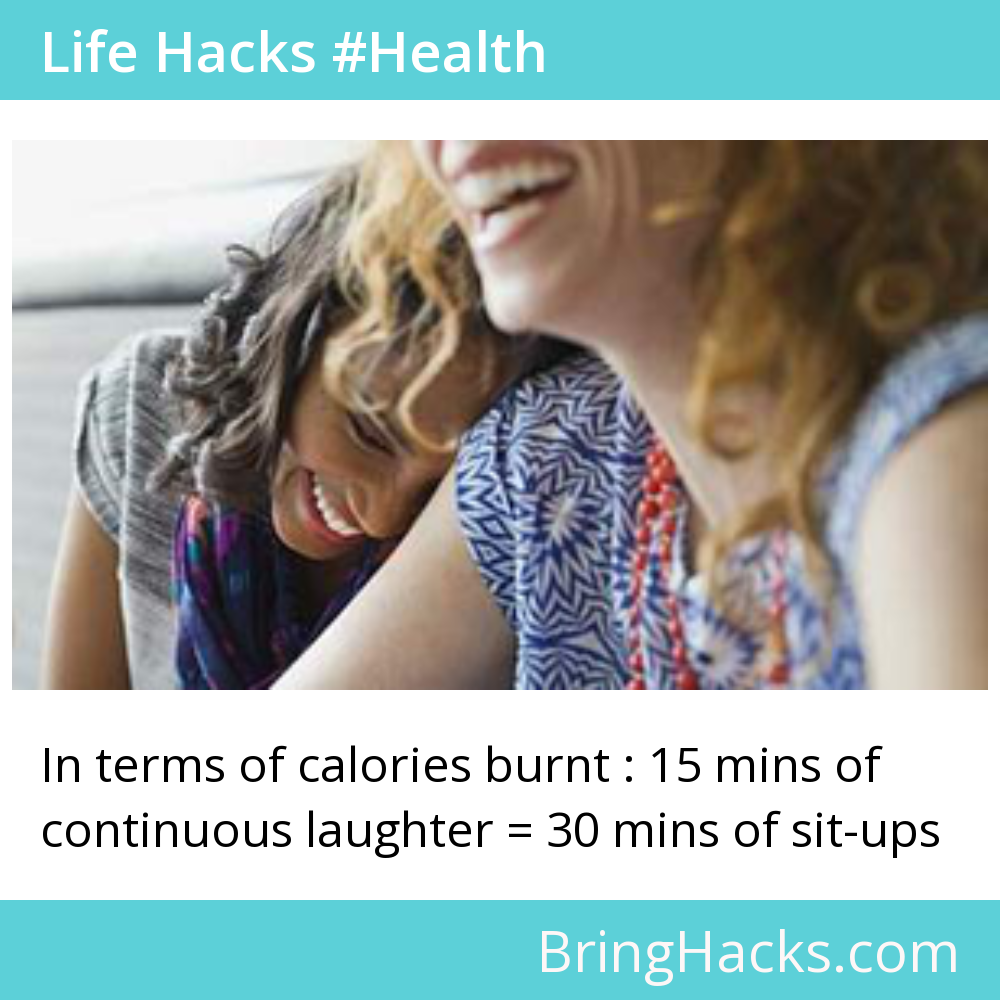 Life Hacks #Health
In terms of calories burnt : 15 mins of
continuous laughter = 30 mins of sit-ups
BringHacks.com